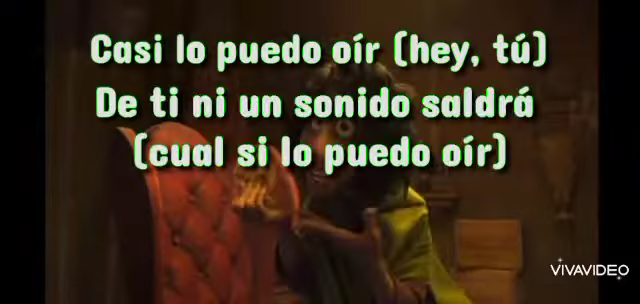 Casi lo puedo oír (hey, tú)
De ti ni un sonido saldrá
(cual si lo puedo oír)
VIVAVIDEO